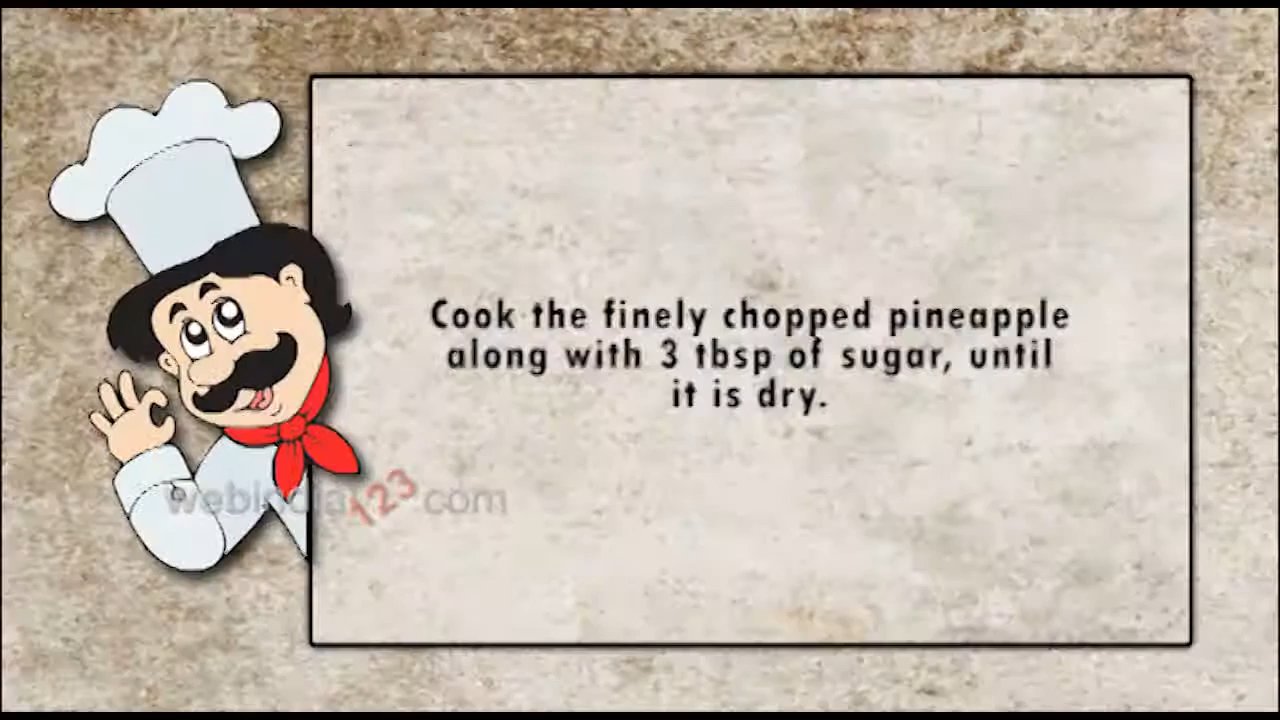 Cook the finely chopped pineapple
along with 3 tbsp of sugar, until
it is dry.
webindia123.com